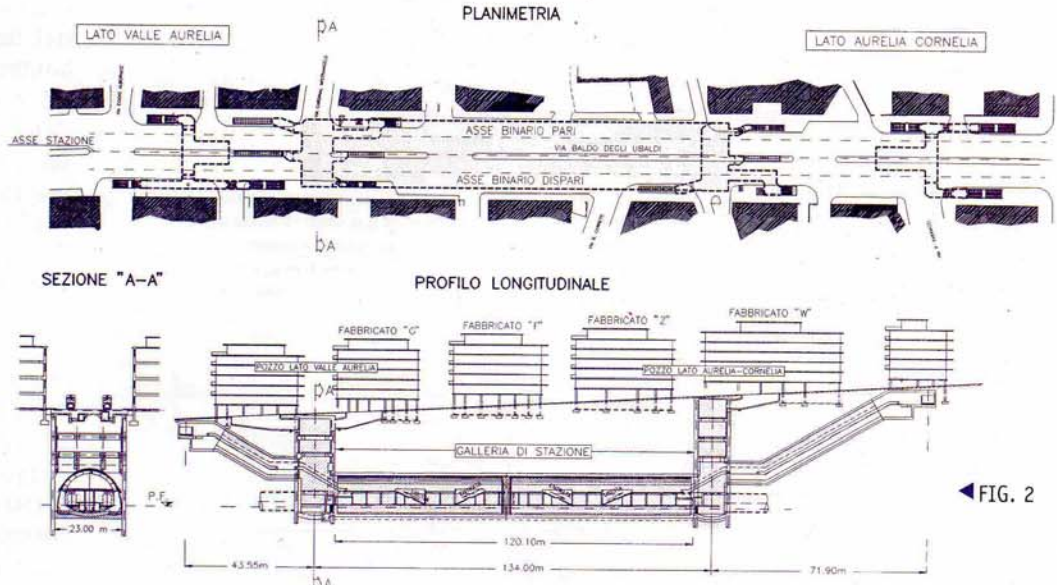 PLANIMETRIA
A
LATO VALLE AURELIA
LATO AURELIA CORNELIA
ASSE STAZIONE
ASSE BINARIO PARI
VIA BALDO DEGLI UBALDI
ASSE BINARIO DISPARI
A
SEZIONE "A-A"
PROFILO LONGITUDINALE
FABBRICATO "G"
FABBRICATO "I"
FABBRICATO "Z"
FABBRICATO "W"
POZZO LATO VALLE AURELIA
POZZO LATO AURELIA-CORNELIA
A
GALLERIA DI STAZIONE
P.F.
FIG. 2
23.00 m
120.10m
43.55m
134.00m
71.90m
A